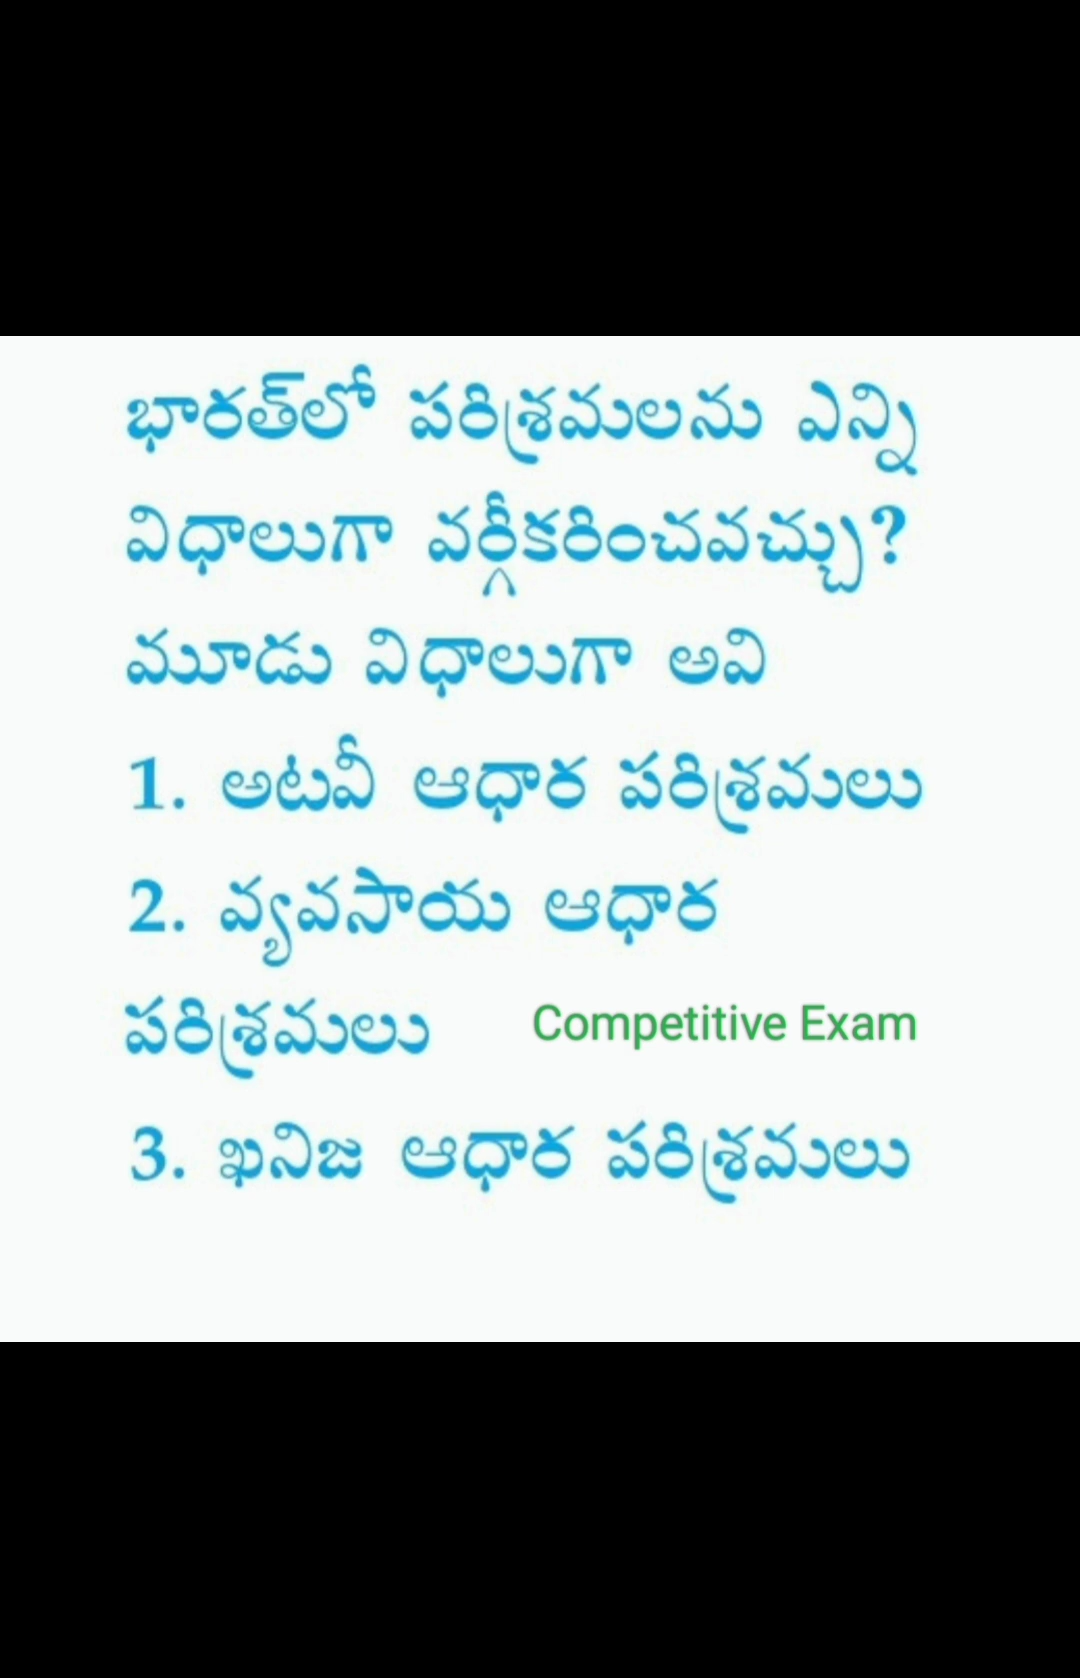 భారత్‌లో పరిశ్రమలను ఎన్ని
విధాలుగా వర్గీకరించవచ్చు?
మూడు విధాలుగా అవి
1. అటవీ ఆధార పరిశ్రమలు
2. వ్యవసాయ ఆధార
పరిశ్రమలు Competitive Exam
3. ఖనిజ ఆధార పరిశ్రమలు